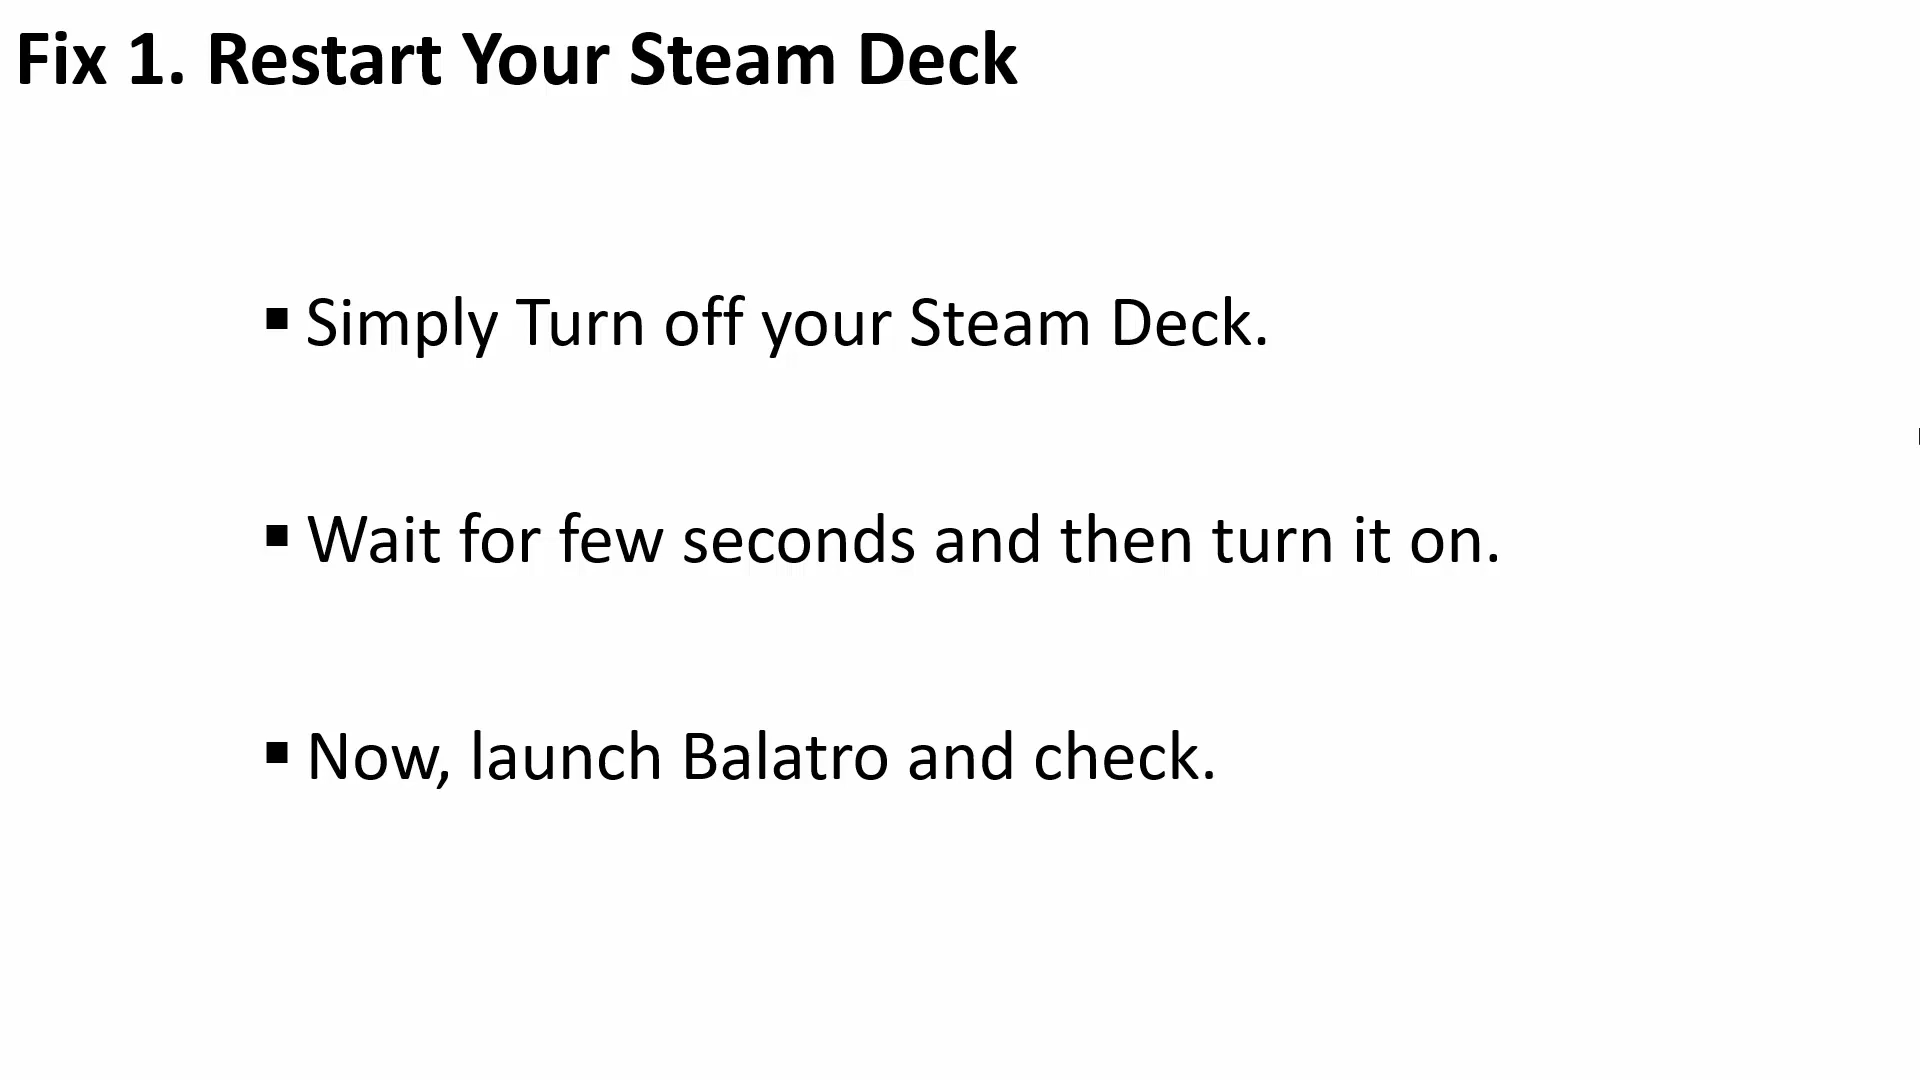 Fix 1. Restart Your Steam Deck
▪ Simply Turn off your Steam Deck.
▪ Wait for few seconds and then turn it on.
▪ Now, launch Balatro and check.